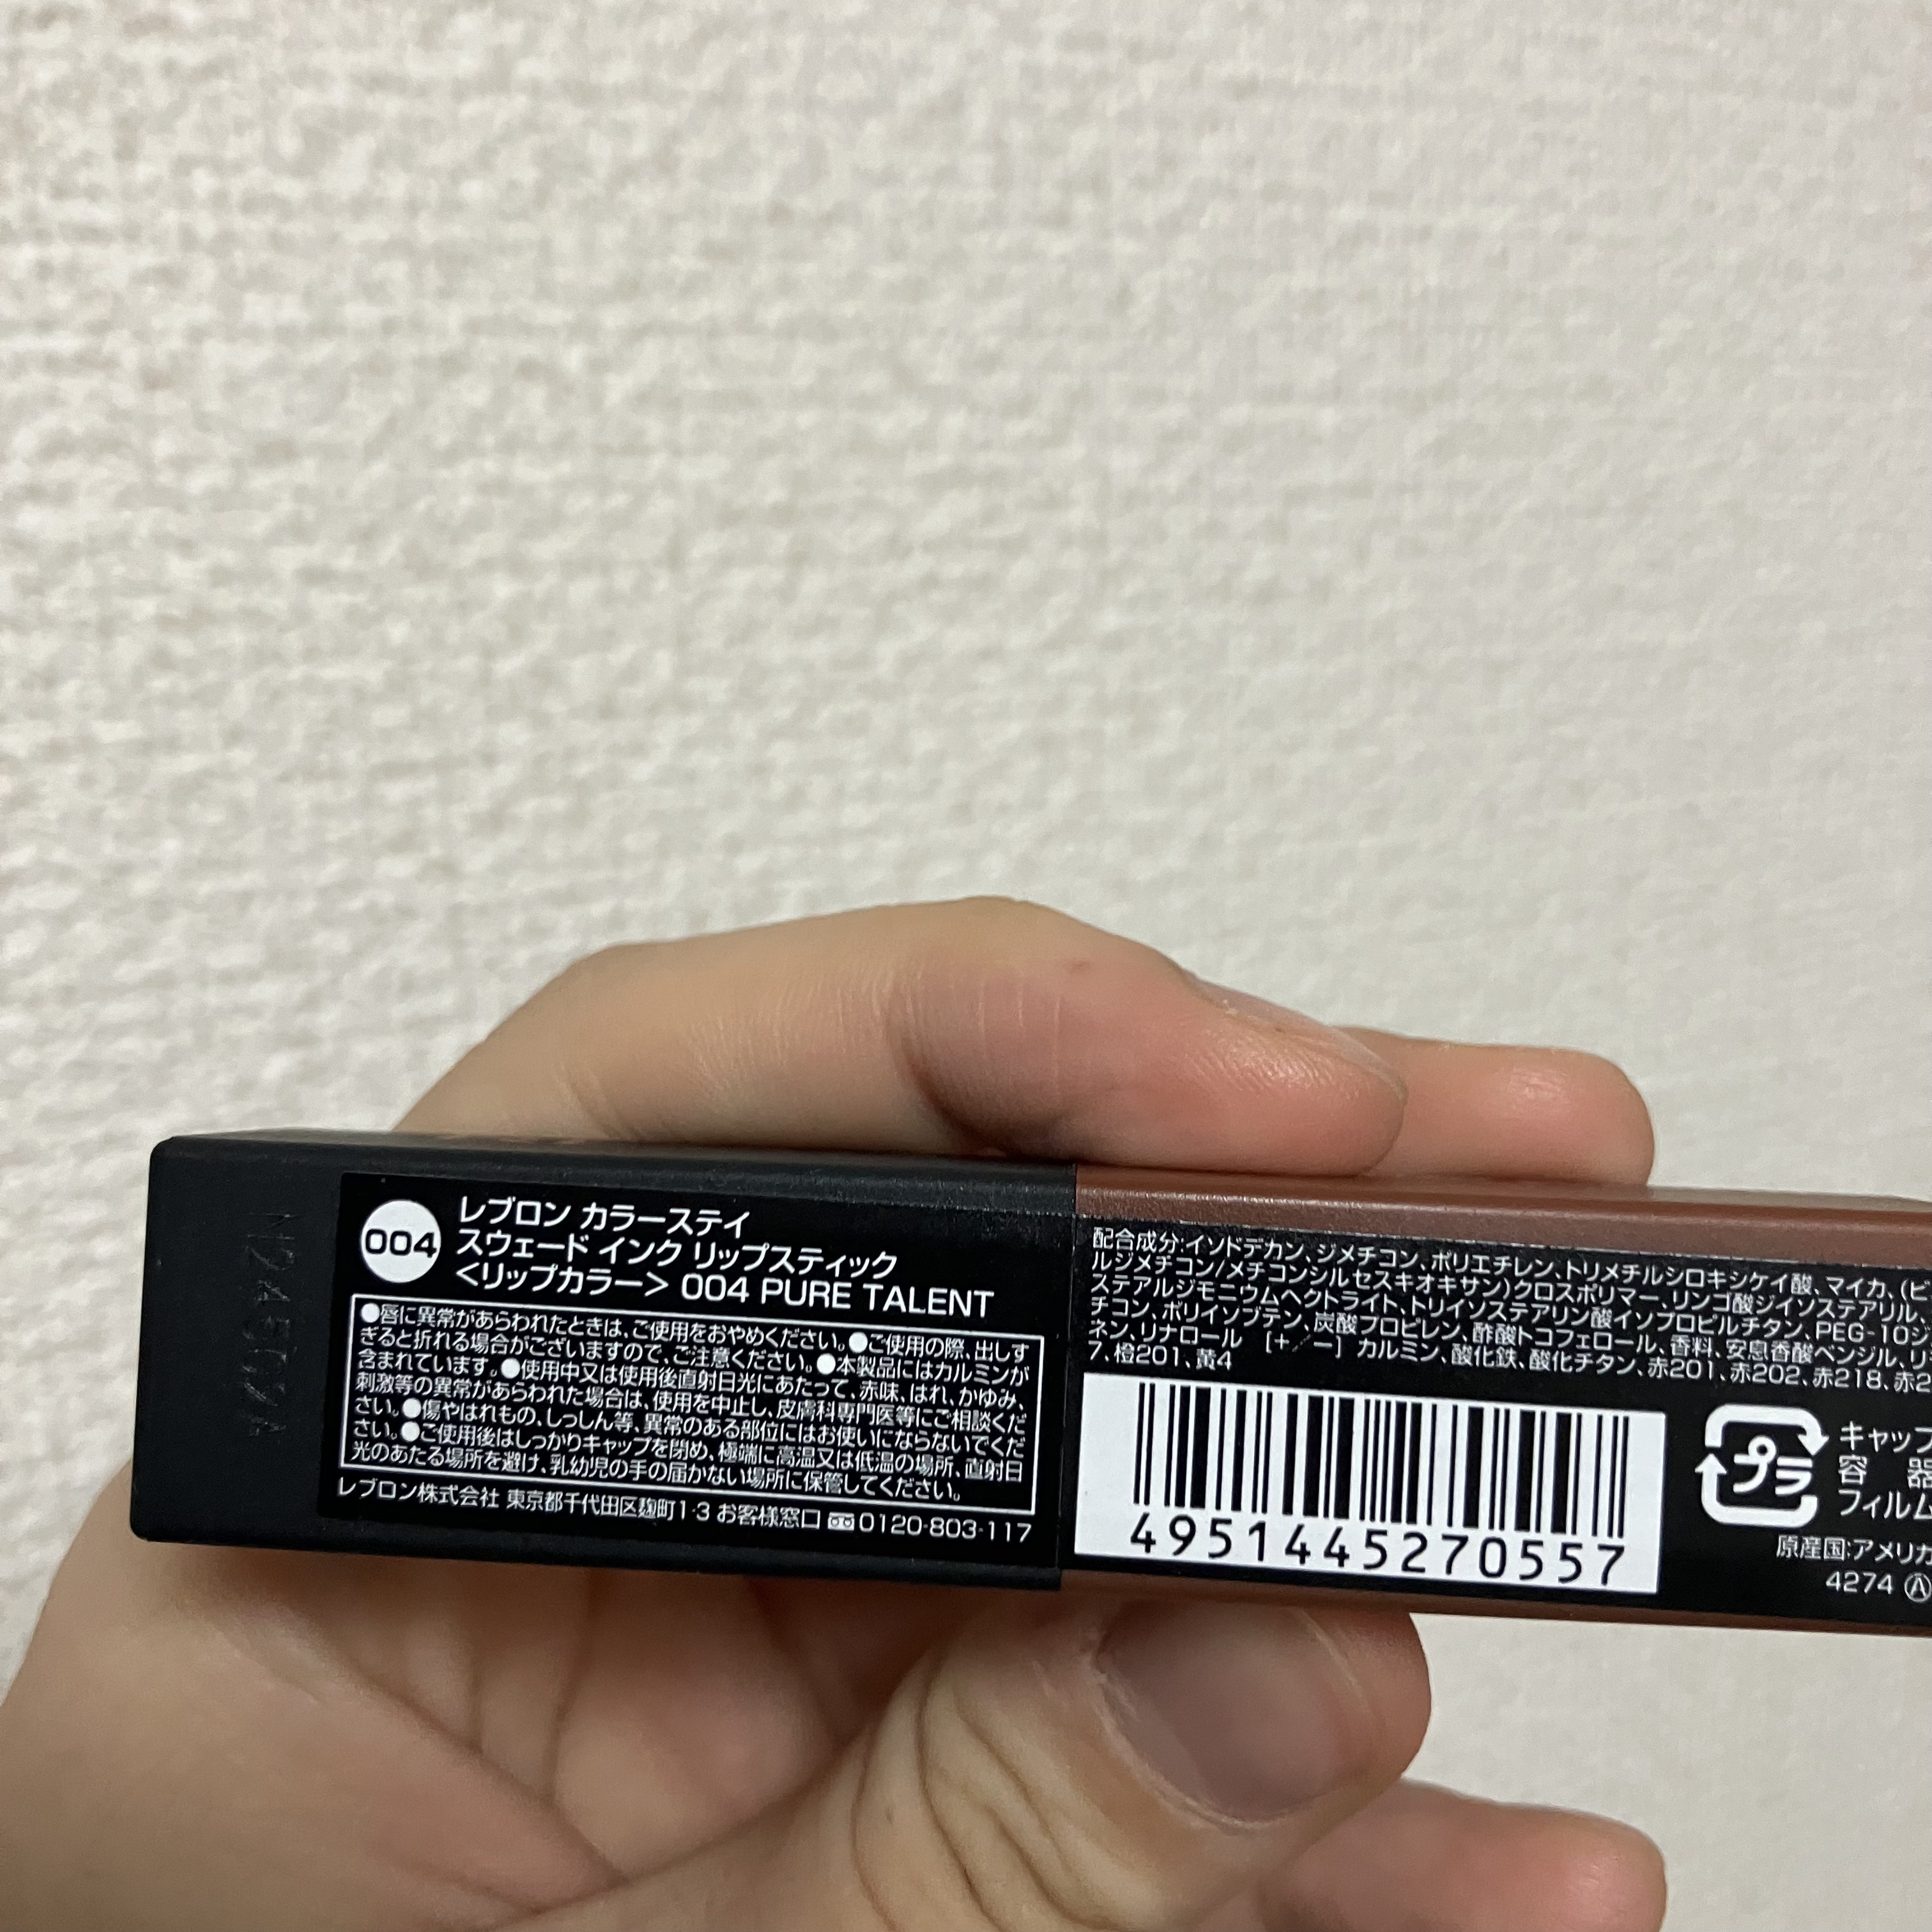 004
レブロン カラーステイ
スウェード インク リップスティック
<リップカラー> 004 PURE TALENT
●唇に異常があらわれたときは、ご使用をおやめください。●ご使用の際、出しす
ぎると折れる場合がございますので、ご注意ください。●本製品にはカルミンが
含まれています。●使用中又は使用後直射日光にあたって、赤味、はれ、かゆみ、
刺激等の異常があらわれた場合は、使用を中止し、皮膚科専門医等にご相談くだ
さい。●傷やはれもの、しっしん等、異常のある部位にはお使いにならないでくだ
さい。●ご使用後はしっかりキャップを閉め、極端に高温又は低温の場所、直射日
光のあたる場所を避け、乳幼児の手の届かない場所に保管してください。
レブロン株式会社 東京都千代田区麹町1-3 お客様窓口 0120-803-117
配合成分:イソドデカン、ジメチコン、ポリエチレン、トリメチルシロキシケイ酸、マイカ、(ビ
ルジメチコン/メチコンシルセスキオキサン)クロスポリマー、リンゴ酸ジイソステアリル、
ステアルジモニウムヘクトライト、トリイソステアリン酸イソプロピルチタン、PEG-10ジ
チコン、ポリイソブテン、炭酸プロピレン、酢酸トコフェロール、香料、安息香酸ベンジル、リ
ネン、リナロール [+/−] カルミン、酸化鉄、酸化チタン、赤201、赤202、赤218、赤2
7、橙201、黄4
4951445270557
プラ
キャップ
容 器
フィルム
原産国:アメリカ
4274 Ⓐ